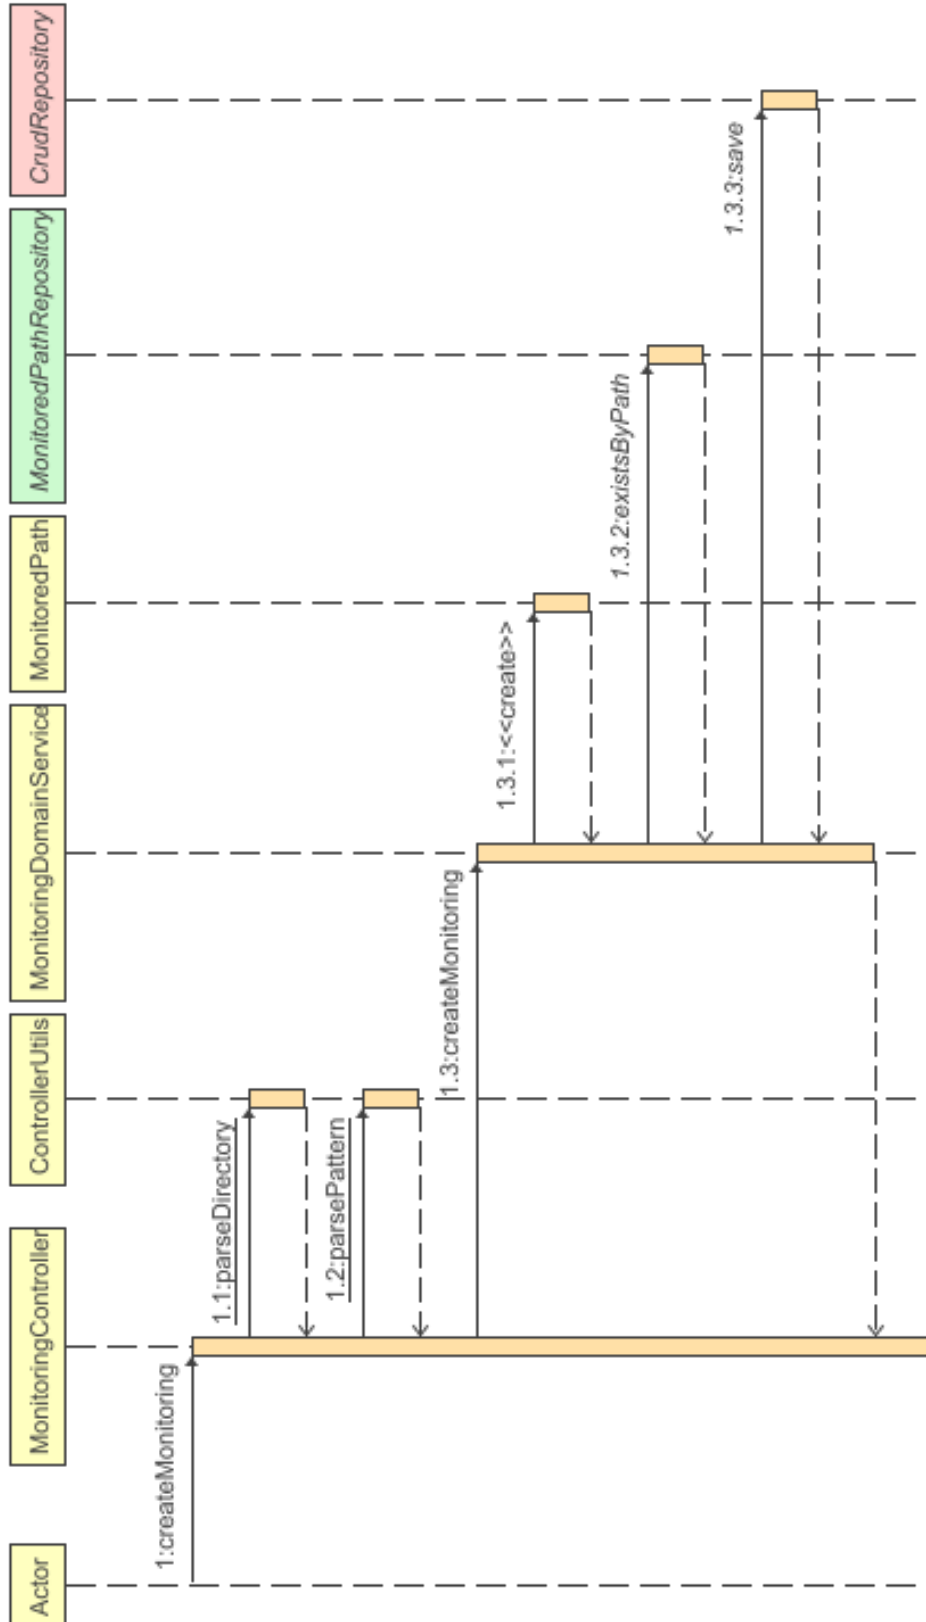 Actor
MonitoringController
ControllerUtils
MonitoringDomainService
MonitoredPath
MonitoredPathRepository
CrudRepository
1:createMonitoring
1.1:parseDirectory
1.2:parsePattern
1.3:createMonitoring
1.3.1:<<create>>
1.3.2:existsByPath
1.3.3:save